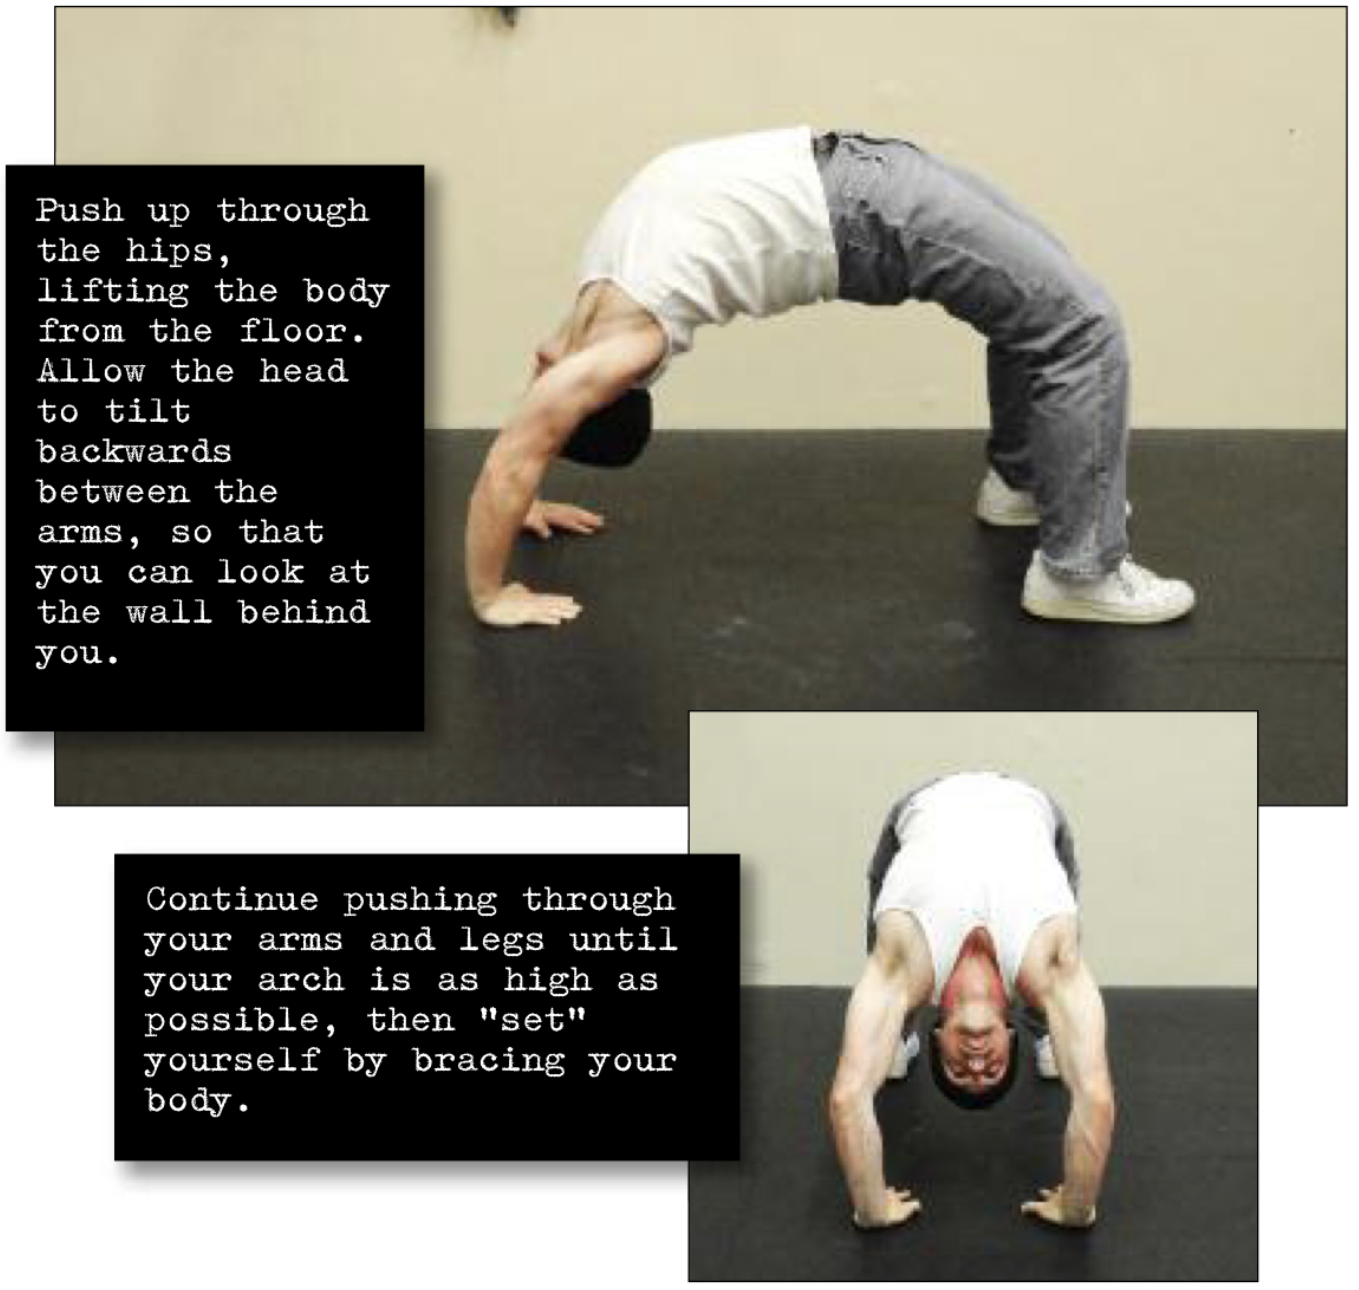 Push up through
the hips,
lifting the body
from the floor.
Allow the head
to tilt
backwards
between the
arms, so that
you can look at
the wall behind
you.
Continue pushing through
your arms and legs until
your arch is as high as
possible, then "set"
yourself by bracing your
body.